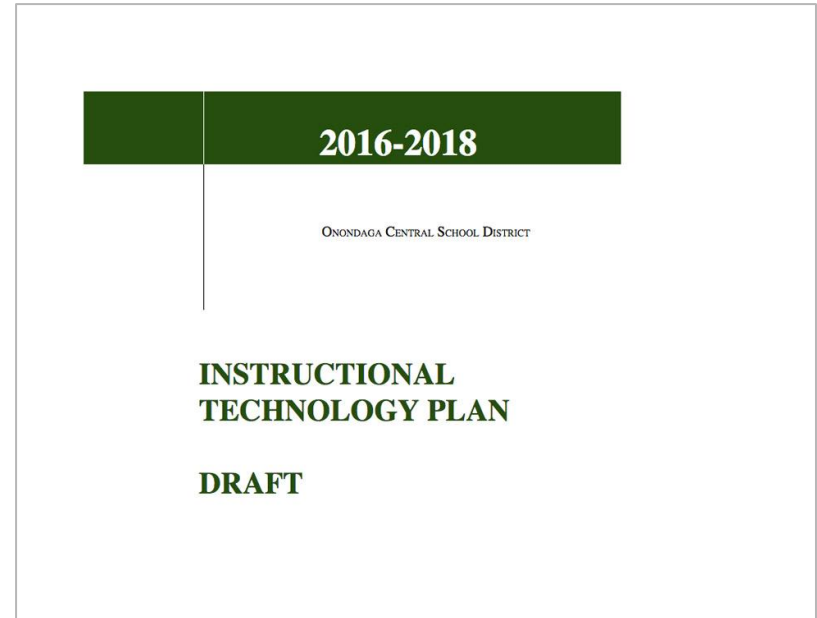 2016-2018
Onondaga Central School District
INSTRUCTIONAL
TECHNOLOGY PLAN
DRAFT